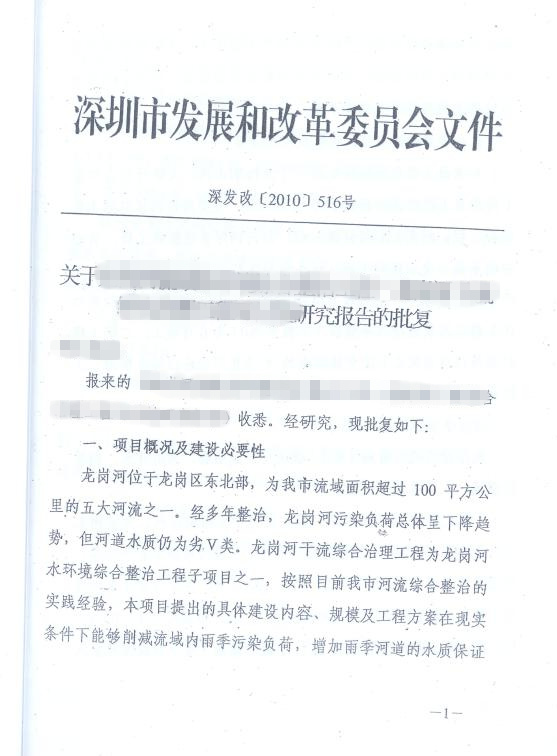 深圳市发展和改革委员会文件
深发改〔2010〕516号
关于
研究报告的批复
报来的
收悉。经研究，现批复如下：
一、项目概况及建设必要性
龙岗河位于龙岗区东北部，为我市流域面积超过 100 平方公
里的五大河流之一。经多年整治，龙岗河污染负荷总体呈下降趋
势，但河道水质仍为劣Ⅴ类。龙岗河干流综合治理工程为龙岗河
水环境综合整治工程子项目之一，按照目前我市河流综合整治的
实践经验，本项目提出的具体建设内容、规模及工程方案在现实
条件下能够削减流域内雨季污染负荷，增加雨季河道的水质保证
—1—